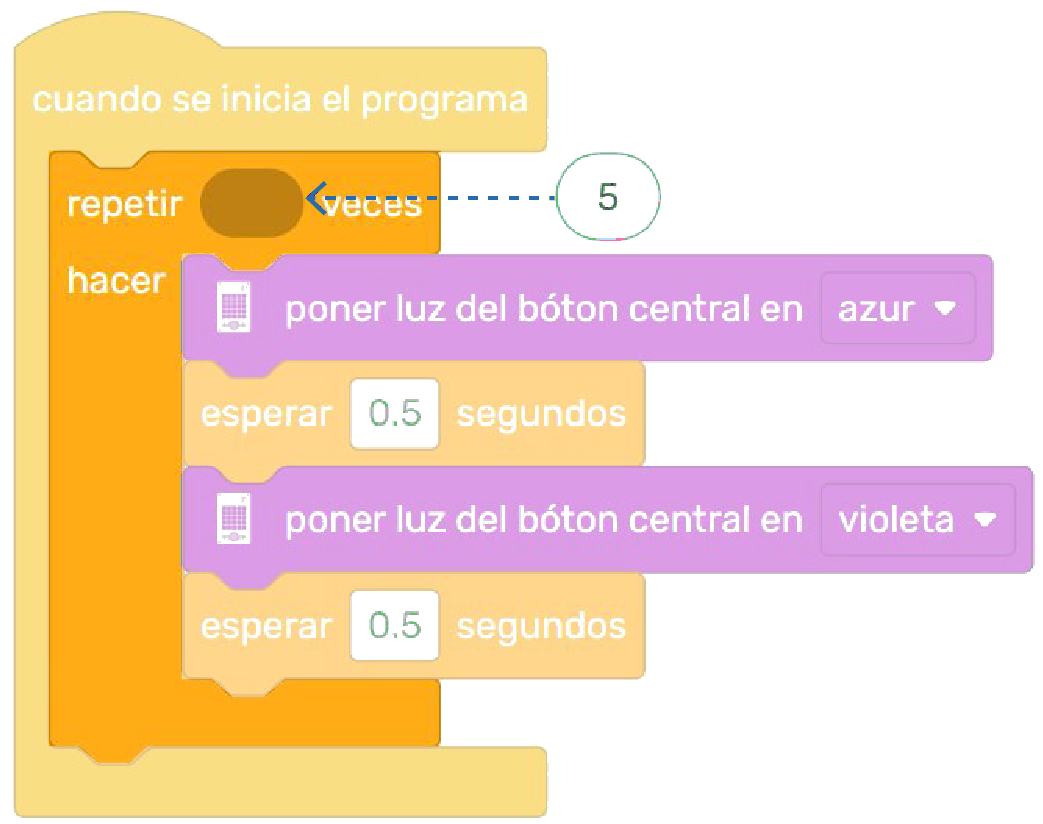 cuando se inicia el programa
repetir veces
5
hacer
poner luz del bóton central en azur
esperar 0.5 segundos
poner luz del bóton central en violeta
esperar 0.5 segundos